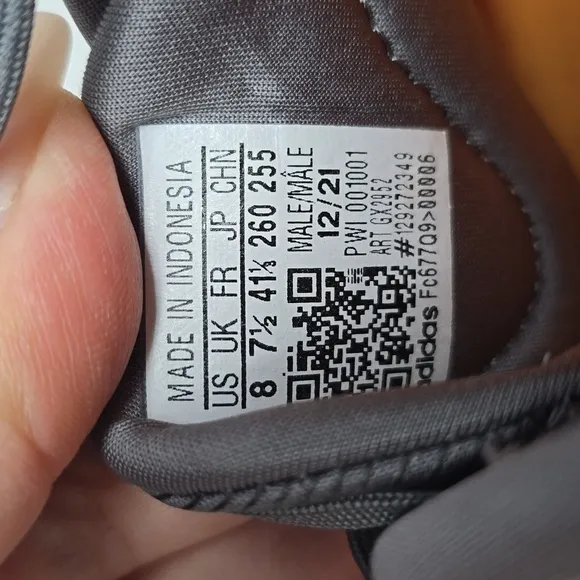 MADE IN INDONESIA
US UK FR JP CHN
8 7½ 41⅓ 260 255
MALE/MÂLE
12/21
PWI 001001
ART GX2952
#129272349
adidas Fc677Q9>00006